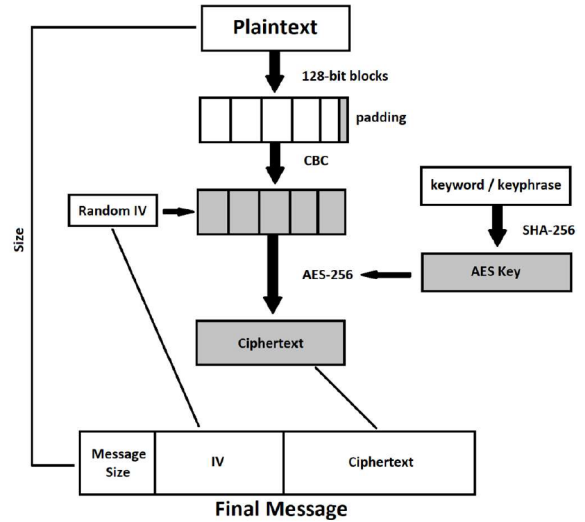 Plaintext
128-bit blocks
padding
CBC
Random IV
keyword / keyphrase
SHA-256
Size
AES-256
AES Key
Ciphertext
Message
Size
IV
Ciphertext
Final Message